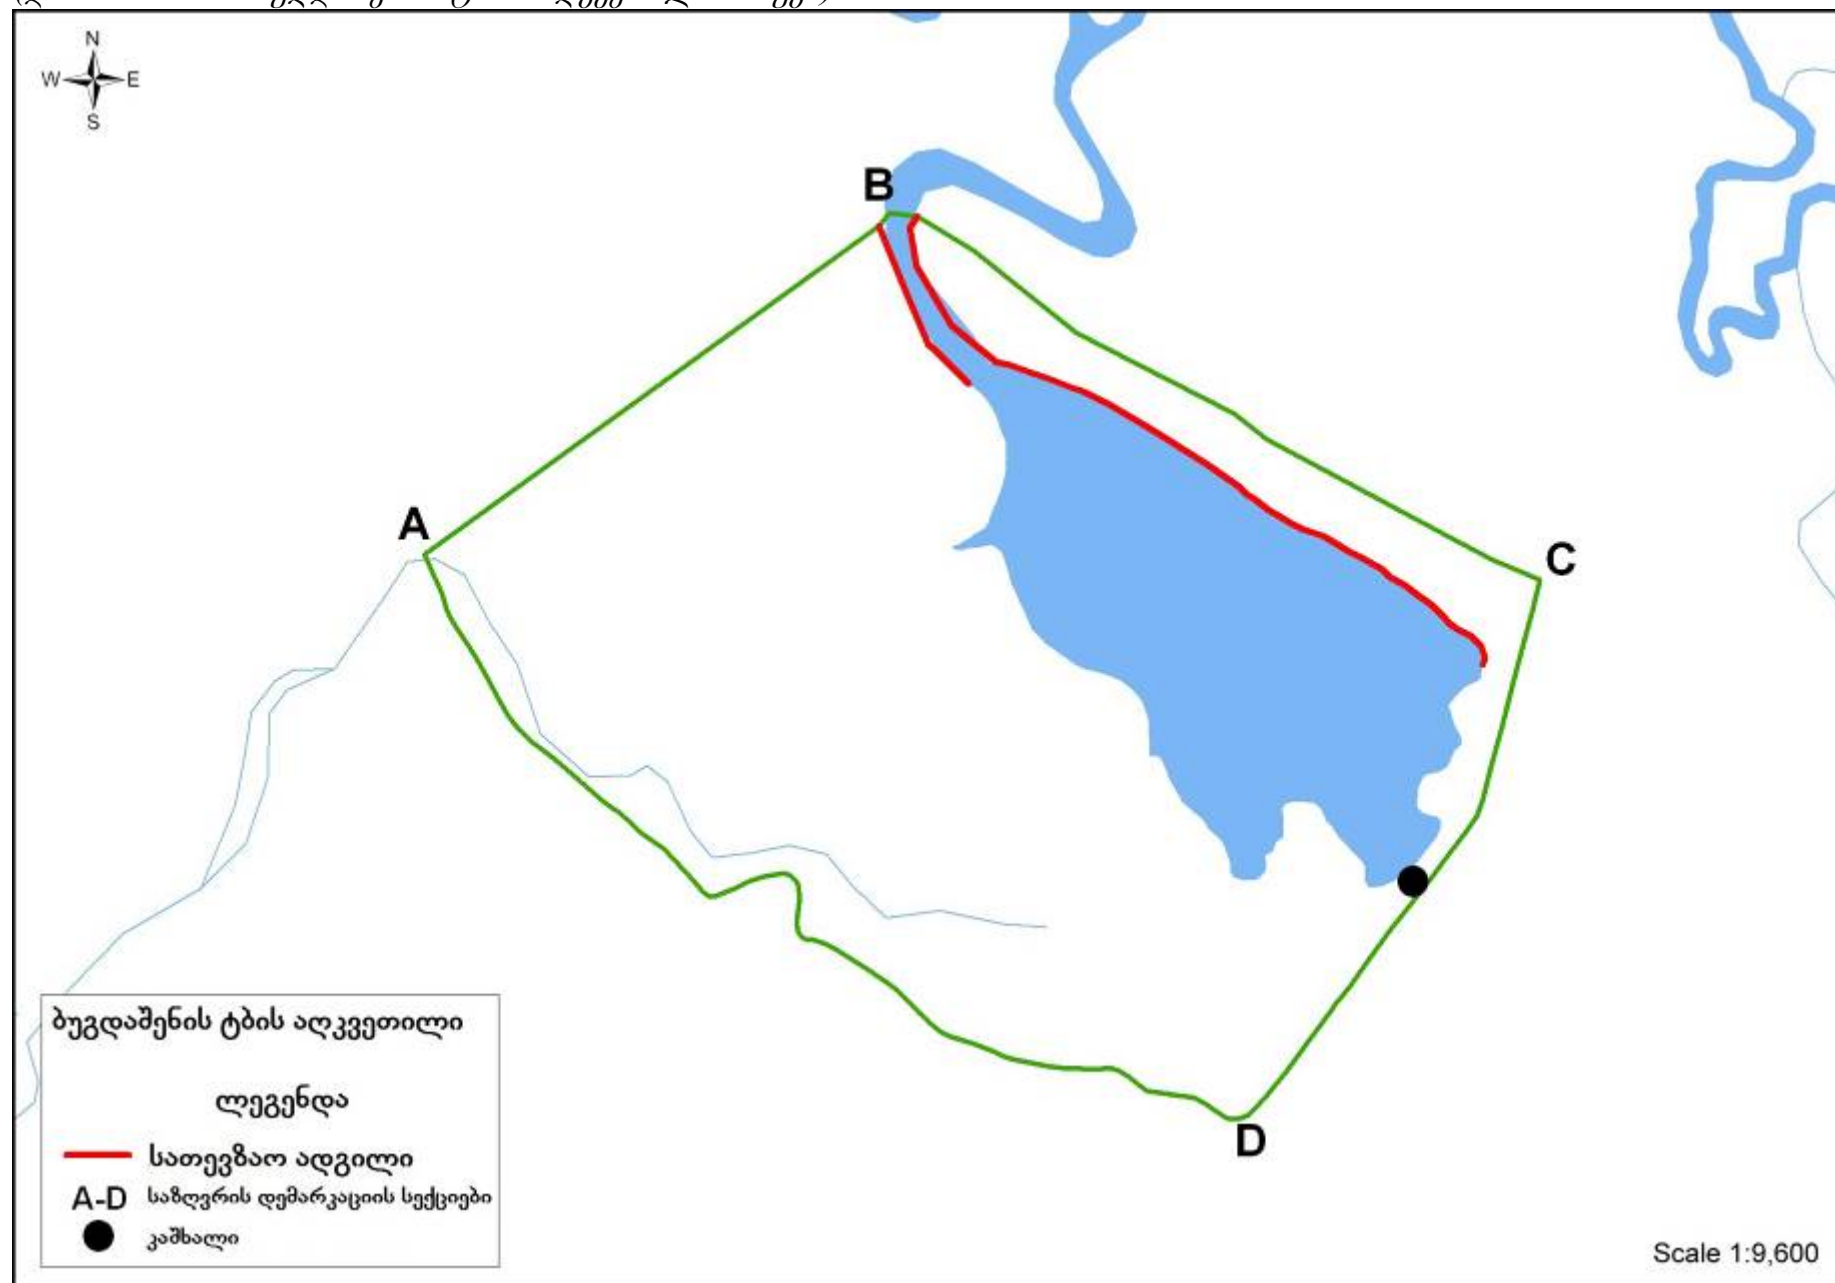 N
W E
S
B
A
C
D
ბუგდაშენის ტბის აღკვეთილი
ლეგენდა
სათევზაო ადგილი
A-D საზღვრის დემარკაციის სექციები
კაშხალი
Scale 1:9,600